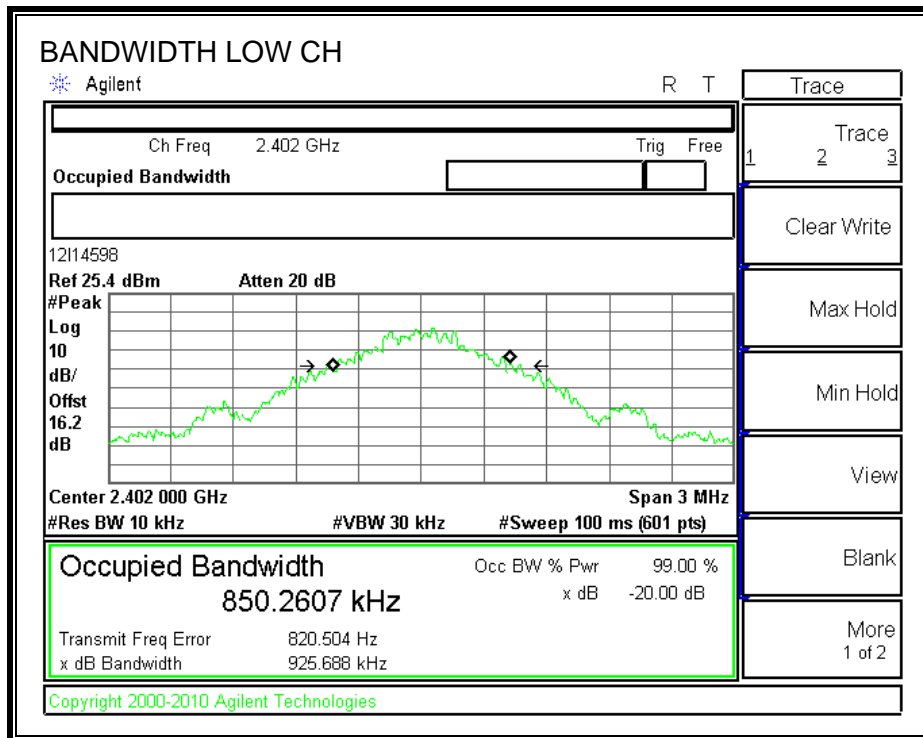 BANDWIDTH LOW CH
Agilent R T
Ch Freq 2.402 GHz Trig Free
Occupied Bandwidth
12I14598
Ref 25.4 dBm Atten 20 dB
#Peak
Log
10
dB/
Offst
16.2
dB
Center 2.402 000 GHz Span 3 MHz
#Res BW 10 kHz #VBW 30 kHz #Sweep 100 ms (601 pts)
Occupied Bandwidth
850.2607 kHz
Occ BW % Pwr 99.00 %
x dB -20.00 dB
Transmit Freq Error 820.504 Hz
x dB Bandwidth 925.688 kHz
Copyright 2000-2010 Agilent Technologies
Trace
Trace
1 2 3
Clear Write
Max Hold
Min Hold
View
Blank
More
1 of 2